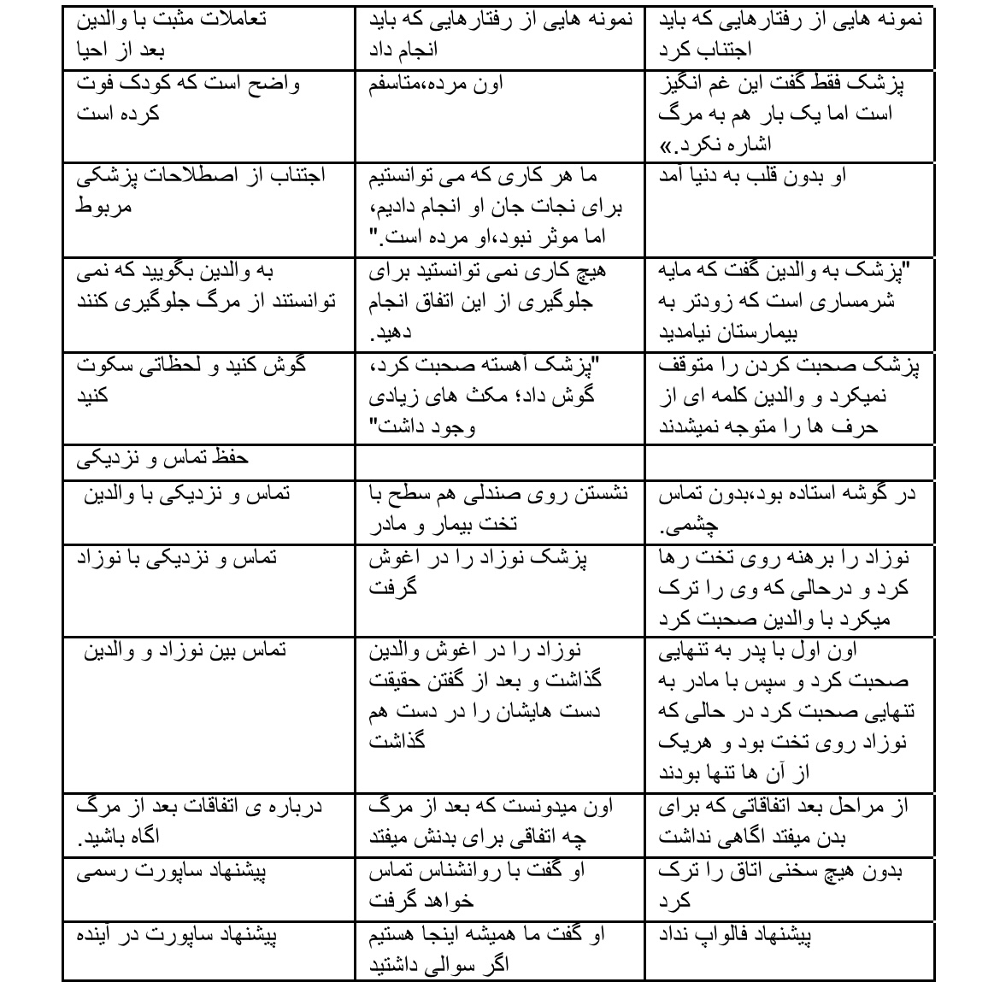 تعاملات مثبت با والدین
بعد از احیا
نمونه هایی از رفتارهایی که باید
انجام داد
نمونه هایی از رفتارهایی که باید
اجتناب کرد
واضح است که کودک فوت
کرده است
اون مرده،متاسفم
پزشک فقط گفت این غم انگیز
است اما یک بار هم به مرگ
اشاره نکرد.»
اجتناب از اصطلاحات پزشکی
مربوط
ما هر کاری که می توانستیم
برای نجات جان او انجام دادیم،
اما موثر نبود،او مرده است."
او بدون قلب به دنیا آمد
به والدین بگویید که نمی
توانستند از مرگ جلوگیری کنند
هیچ کاری نمی توانستید برای
جلوگیری از این اتفاق انجام
دهید.
"پزشک به والدین گفت که مایه
شرمساری است که زودتر به
بیمارستان نیامدید
گوش کنید و لحظاتی سکوت
کنید
"پزشک آهسته صحبت کرد،
گوش داد؛ مکث های زیادی
وجود داشت"
پزشک صحبت کردن را متوقف
نمیکرد و والدین کلمه ای از
حرف ها را متوجه نمیشدند
حفظ تماس و نزدیکی
تماس و نزدیکی با والدین
نشستن روی صندلی هم سطح با
تخت بیمار و مادر
در گوشه استاده بود،بدون تماس
چشمی.
تماس و نزدیکی با نوزاد
پزشک نوزاد را در اغوش
گرفت
نوزاد را برهنه روی تخت رها
کرد و درحالی که وی را ترک
میکرد با والدین صحبت کرد
تماس بین نوزاد و والدین
نوزاد را در اغوش والدین
گذاشت و بعد از گفتن حقیقت
دست هایشان را در دست هم
گذاشت
اون اول با پدر به تنهایی
صحبت کرد و سپس با مادر به
تنهایی صحبت کرد در حالی که
نوزاد روی تخت بود و هریک
از آن ها تنها بودند
درباره ی اتفاقات بعد از مرگ
اگاه باشید.
اون میدونست که بعد از مرگ
چه اتفاقی برای بدنش میفتد
از مراحل بعد اتفاقاتی که برای
بدن میفتد اگاهی نداشت
پیشنهاد ساپورت رسمی
او گفت با روانشناس تماس
خواهد گرفت
بدون هیچ سخنی اتاق را ترک
کرد
پیشنهاد ساپورت در آینده
او گفت ما همیشه اینجا هستیم
اگر سوالی داشتید
پیشنهاد فالواپ نداد